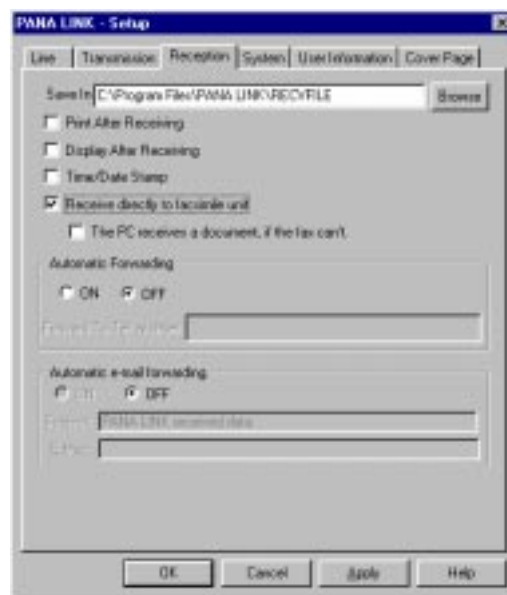 PANA LINK - Setup
Line Transmission Reception System User Information Cover Page
Save In C:\Program Files\PANA LINK\RECVFILE Browse
Print After Receiving
Display After Receiving
Time/Date Stamp
Receive directly to facsimile unit
The PC receives a document, if the fax can't.
Automatic Forwarding
ON OFF
Automatic e-mail forwarding
ON OFF
PANA LINK received data
OK Cancel Apply Help